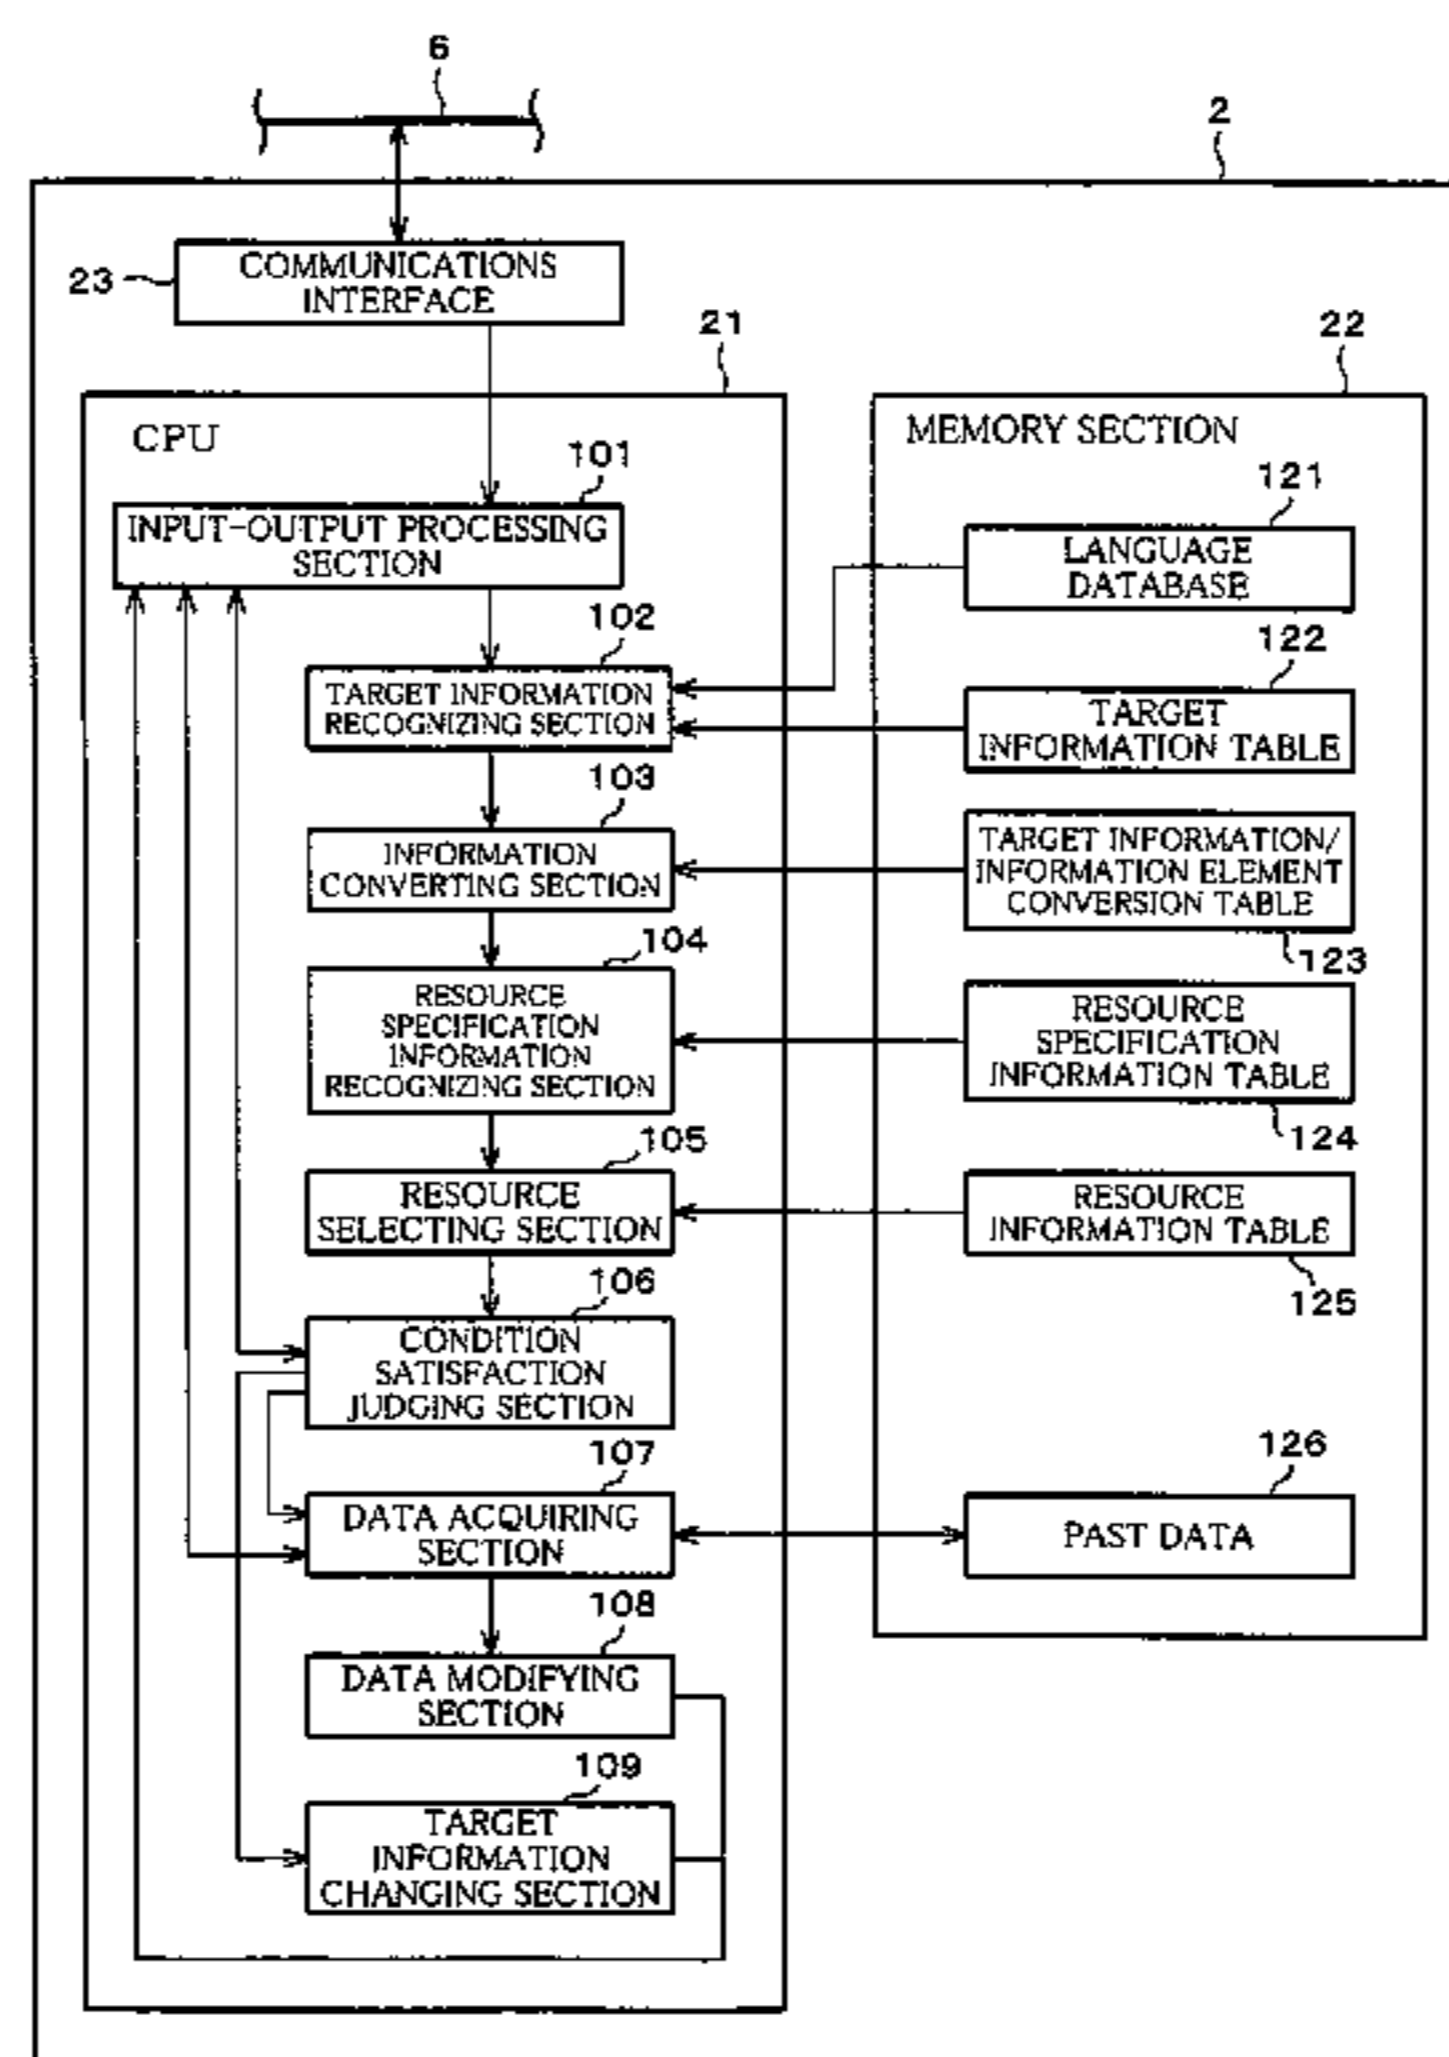 6
2
23
COMMUNICATIONS
INTERFACE
21
CPU
101
INPUT-OUTPUT PROCESSING
SECTION
102
TARGET INFORMATION
RECOGNIZING SECTION
103
INFORMATION
CONVERTING SECTION
104
RESOURCE
SPECIFICATION
INFORMATION
RECOGNIZING SECTION
105
RESOURCE
SELECTING SECTION
106
CONDITION
SATISFACTION
JUDGING SECTION
107
DATA ACQUIRING
SECTION
108
DATA MODIFYING
SECTION
109
TARGET
INFORMATION
CHANGING SECTION
22
MEMORY SECTION
121
LANGUAGE
DATABASE
122
TARGET
INFORMATION TABLE
TARGET INFORMATION/
INFORMATION ELEMENT
CONVERSION TABLE
123
RESOURCE
SPECIFICATION
INFORMATION TABLE
124
RESOURCE
INFORMATION TABLE
125
126
PAST DATA